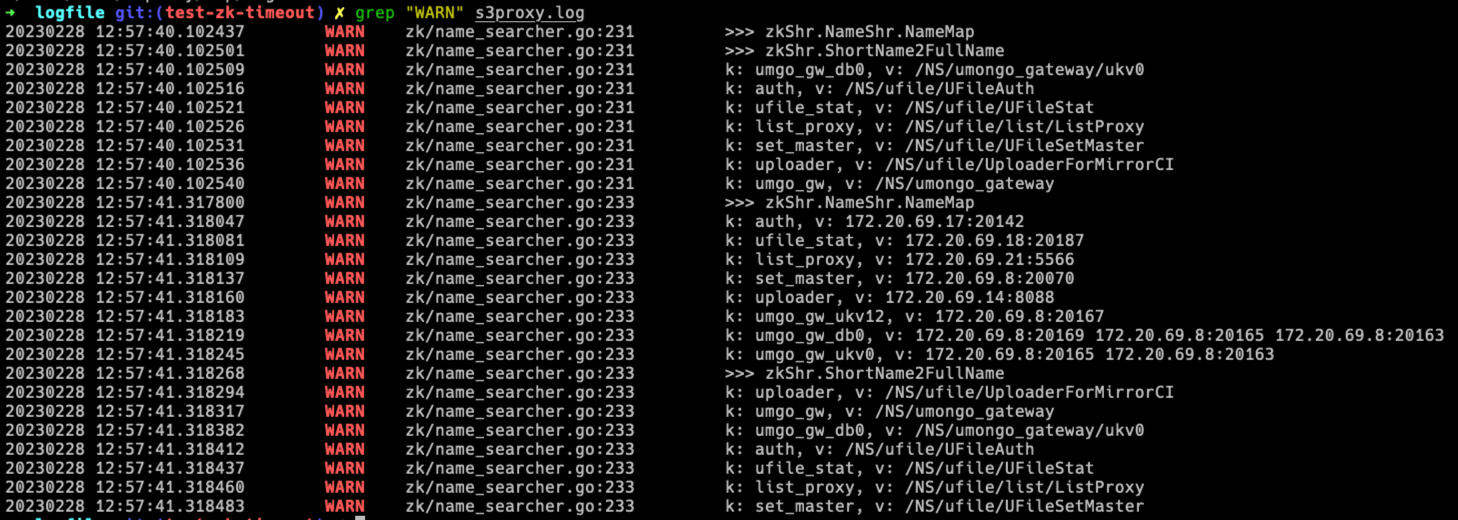 ➜ logfile git:(test-zk-timeout) ✗ grep "WARN" s3proxy.log
20230228 12:57:40.102437 WARN zk/name_searcher.go:231 >>> zkShr.NameShr.NameMap
20230228 12:57:40.102501 WARN zk/name_searcher.go:231 >>> zkShr.ShortName2FullName
20230228 12:57:40.102509 WARN zk/name_searcher.go:231 k: umgo_gw_db0, v: /NS/umongo_gateway/ukv0
20230228 12:57:40.102516 WARN zk/name_searcher.go:231 k: auth, v: /NS/ufile/UFileAuth
20230228 12:57:40.102521 WARN zk/name_searcher.go:231 k: ufile_stat, v: /NS/ufile/UFileStat
20230228 12:57:40.102526 WARN zk/name_searcher.go:231 k: list_proxy, v: /NS/ufile/list/ListProxy
20230228 12:57:40.102531 WARN zk/name_searcher.go:231 k: set_master, v: /NS/ufile/UFileSetMaster
20230228 12:57:40.102536 WARN zk/name_searcher.go:231 k: uploader, v: /NS/ufile/UploaderForMirrorCI
20230228 12:57:40.102540 WARN zk/name_searcher.go:231 k: umgo_gw, v: /NS/umongo_gateway
20230228 12:57:41.317800 WARN zk/name_searcher.go:233 >>> zkShr.NameShr.NameMap
20230228 12:57:41.318047 WARN zk/name_searcher.go:233 k: auth, v: 172.20.69.17:20142
20230228 12:57:41.318081 WARN zk/name_searcher.go:233 k: ufile_stat, v: 172.20.69.18:20187
20230228 12:57:41.318109 WARN zk/name_searcher.go:233 k: list_proxy, v: 172.20.69.21:5566
20230228 12:57:41.318137 WARN zk/name_searcher.go:233 k: set_master, v: 172.20.69.8:20070
20230228 12:57:41.318160 WARN zk/name_searcher.go:233 k: uploader, v: 172.20.69.14:8088
20230228 12:57:41.318183 WARN zk/name_searcher.go:233 k: umgo_gw_ukv12, v: 172.20.69.8:20167
20230228 12:57:41.318219 WARN zk/name_searcher.go:233 k: umgo_gw_db0, v: 172.20.69.8:20169 172.20.69.8:20165 172.20.69.8:20163
20230228 12:57:41.318245 WARN zk/name_searcher.go:233 k: umgo_gw_ukv0, v: 172.20.69.8:20165 172.20.69.8:20163
20230228 12:57:41.318268 WARN zk/name_searcher.go:233 >>> zkShr.ShortName2FullName
20230228 12:57:41.318294 WARN zk/name_searcher.go:233 k: uploader, v: /NS/ufile/UploaderForMirrorCI
20230228 12:57:41.318317 WARN zk/name_searcher.go:233 k: umgo_gw, v: /NS/umongo_gateway
20230228 12:57:41.318382 WARN zk/name_searcher.go:233 k: umgo_gw_db0, v: /NS/umongo_gateway/ukv0
20230228 12:57:41.318412 WARN zk/name_searcher.go:233 k: auth, v: /NS/ufile/UFileAuth
20230228 12:57:41.318437 WARN zk/name_searcher.go:233 k: ufile_stat, v: /NS/ufile/UFileStat
20230228 12:57:41.318460 WARN zk/name_searcher.go:233 k: list_proxy, v: /NS/ufile/list/ListProxy
20230228 12:57:41.318483 WARN zk/name_searcher.go:233 k: set_master, v: /NS/ufile/UFileSetMaster